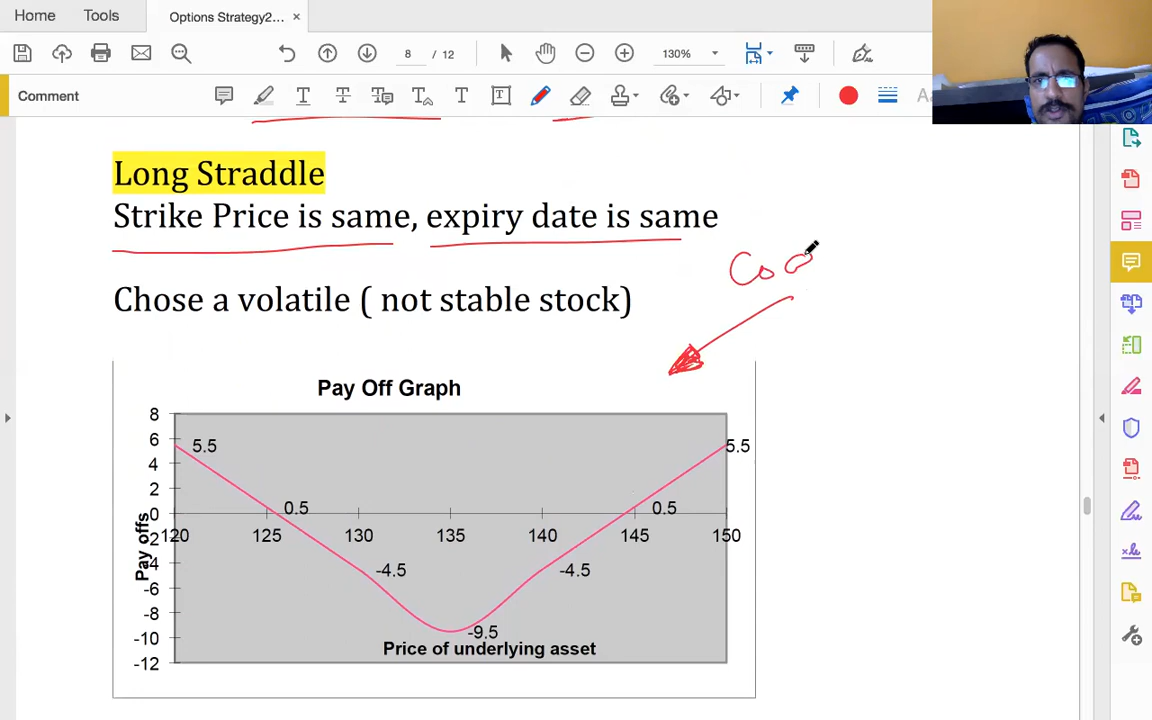 Home Tools Options Strategy2... ×
8 / 12 130%
Comment
Long Straddle
Strike Price is same, expiry date is same
Co
Chose a volatile ( not stable stock)
Pay Off Graph
8
6
4
2
0
-2
-4
-6
-8
-10
-12
Pay offs
5.5
0.5
-4.5
-9.5
-4.5
0.5
5.5
120 125 130 135 140 145 150
Price of underlying asset